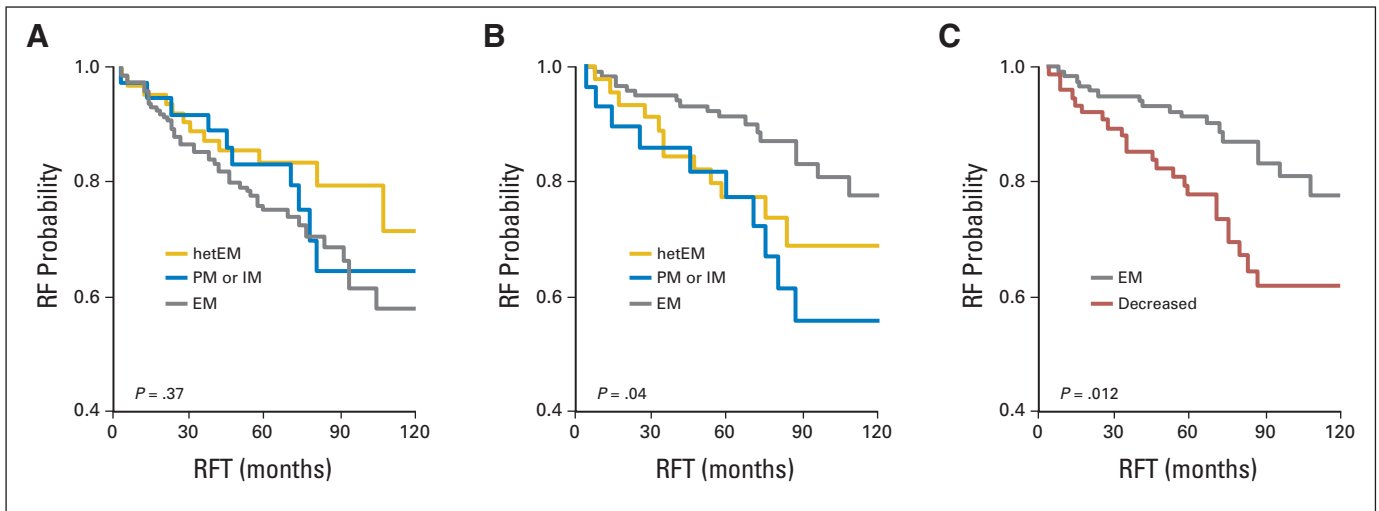 A
1.0
0.8
0.6
0.4
RF Probability
hetEM
PM or IM
EM
P = .37
0 30 60 90 120
RFT (months)
B
1.0
0.8
0.6
0.4
RF Probability
hetEM
PM or IM
EM
P = .04
0 30 60 90 120
RFT (months)
C
1.0
0.8
0.6
0.4
RF Probability
EM
Decreased
P = .012
0 30 60 90 120
RFT (months)